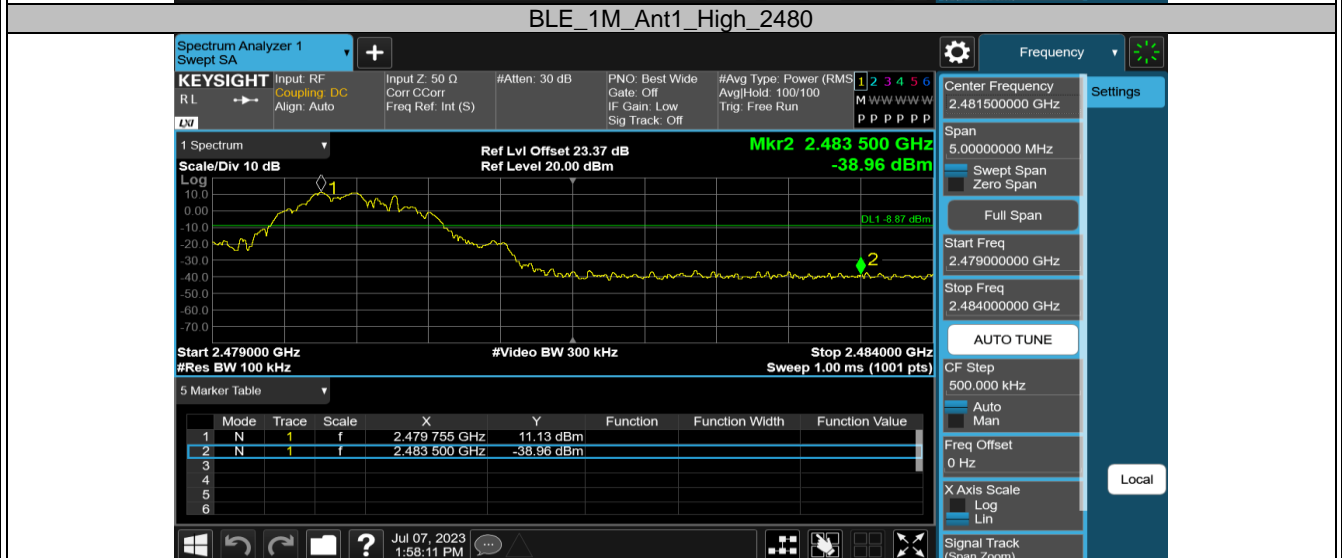 BLE_1M_Ant1_High_2480
Spectrum Analyzer 1
Swept SA
+
Frequency
KEYSIGHT
RL
LXI
Input: RF
Coupling: DC
Align: Auto
Input Z: 50 Ω
Corr CCorr
Freq Ref: Int (S)
#Atten: 30 dB
PNO: Best Wide
Gate: Off
IF Gain: Low
Sig Track: Off
#Avg Type: Power (RMS
Avg|Hold: 100/100
Trig: Free Run
1 2 3 4 5 6
M W W W W W
P P P P P P
1 Spectrum
Scale/Div 10 dB
Ref Lvl Offset 23.37 dB
Ref Level 20.00 dBm
Mkr2 2.483 500 GHz
-38.96 dBm
Log
10.0
0.00
-10.0
-20.0
-30.0
-40.0
-50.0
-60.0
-70.0
1
DL1 -8.87 dBm
2
Start 2.479000 GHz
#Res BW 100 kHz
#Video BW 300 kHz
Stop 2.484000 GHz
Sweep 1.00 ms (1001 pts)
5 Marker Table
Mode Trace Scale X Y Function Function Width Function Value
1 N 1 f 2.479 755 GHz 11.13 dBm
2 N 1 f 2.483 500 GHz -38.96 dBm
3
4
5
6
?
Jul 07, 2023
1:58:11 PM
Center Frequency
2.481500000 GHz
Span
5.00000000 MHz
Swept Span
Zero Span
Full Span
Start Freq
2.479000000 GHz
Stop Freq
2.484000000 GHz
AUTO TUNE
CF Step
500.000 kHz
Auto
Man
Freq Offset
0 Hz
X Axis Scale
Log
Lin
Signal Track
(Span Zoom)
Settings
Local